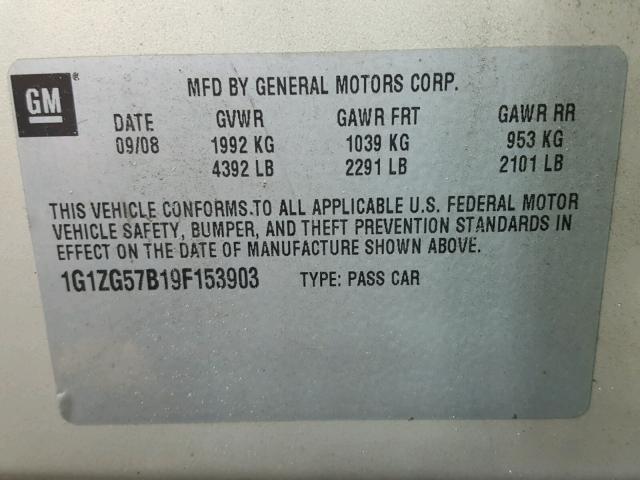 GM
MFD BY GENERAL MOTORS CORP.
DATE GVWR GAWR FRT GAWR RR
09/08 1992 KG 1039 KG 953 KG
4392 LB 2291 LB 2101 LB
THIS VEHICLE CONFORMS.TO ALL APPLICABLE U.S. FEDERAL MOTOR
VEHICLE SAFETY, BUMPER, AND THEFT PREVENTION STANDARDS IN
EFFECT ON THE DATE OF MANUFACTURE SHOWN ABOVE.
1G1ZG57B19F153903 TYPE: PASS CAR